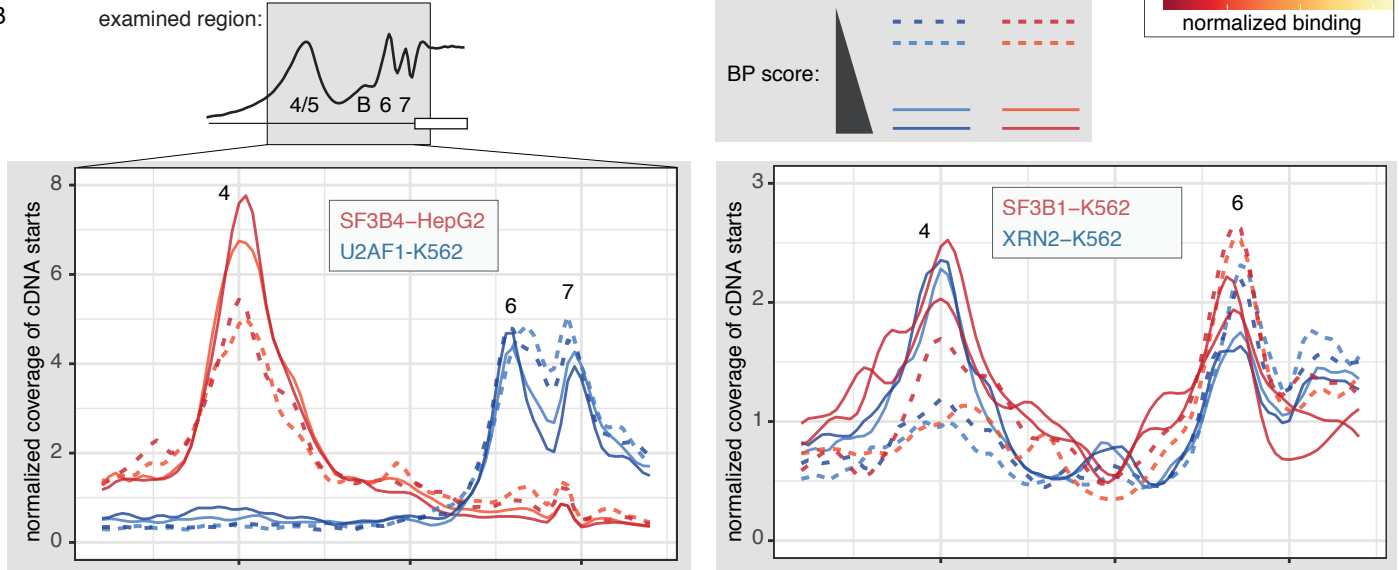 B
examined region:
4/5 B 6 7
BP score:
normalized binding
normalized coverage of cDNA starts
8
6
4
2
0
4
SF3B4-HepG2
U2AF1-K562
6
7
normalized coverage of cDNA starts
3
2
1
0
4
SF3B1-K562
XRN2-K562
6